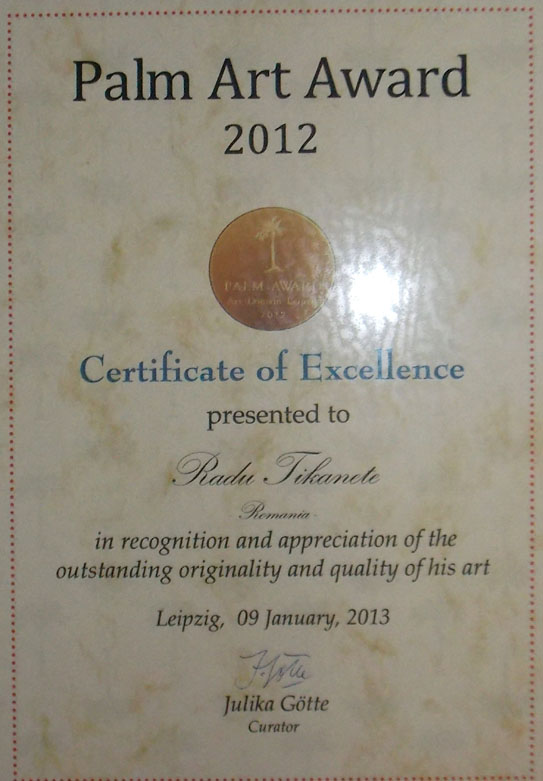 Palm Art Award
2012
PALM AWARD
2012
Certificate of Excellence
presented to
Radu Tikanete
Romania
in recognition and appreciation of the
outstanding originality and quality of his art
Leipzig, 09 January, 2013
J. Götte
Julika Götte
Curator